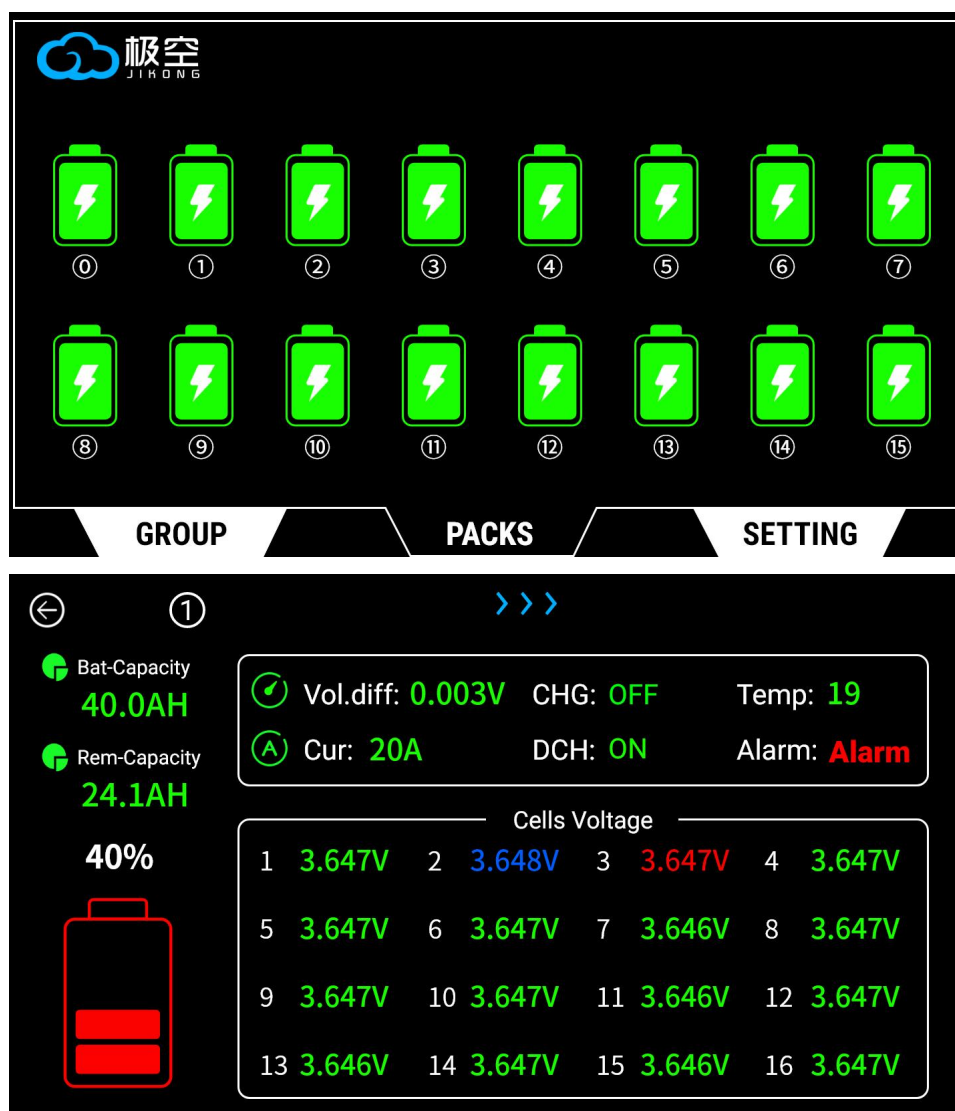 极空
JIKONG
⓪ ① ② ③ ④ ⑤ ⑥ ⑦
⑧ ⑨ ⑩ ⑪ ⑫ ⑬ ⑭ ⑮
GROUP PACKS SETTING
①
Bat-Capacity
40.0AH
Rem-Capacity
24.1AH
40%
Vol.diff: 0.003V CHG: OFF Temp: 19
Cur: 20A DCH: ON Alarm: Alarm
Cells Voltage
1 3.647V 2 3.648V 3 3.647V 4 3.647V
5 3.647V 6 3.647V 7 3.646V 8 3.647V
9 3.647V 10 3.647V 11 3.646V 12 3.647V
13 3.646V 14 3.647V 15 3.646V 16 3.647V